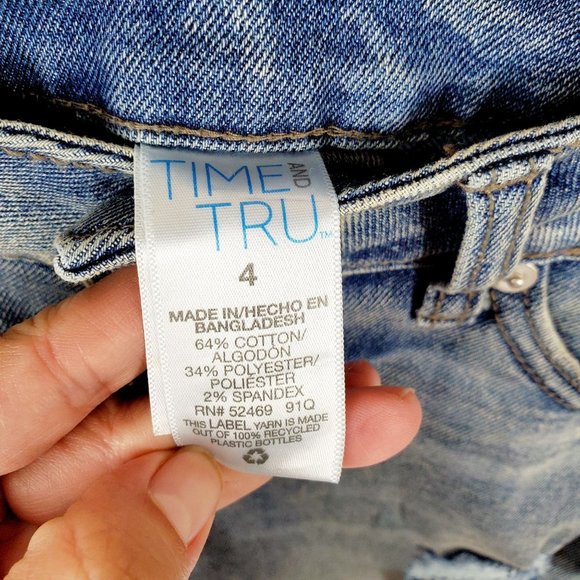 TIME AND
TRU™
4
MADE IN/HECHO EN
BANGLADESH
64% COTTON/
ALGODON
34% POLYESTER/
POLIÉSTER
2% SPANDEX
RN# 52469 91Q
THIS LABEL YARN IS MADE
OUT OF 100% RECYCLED
PLASTIC BOTTLES